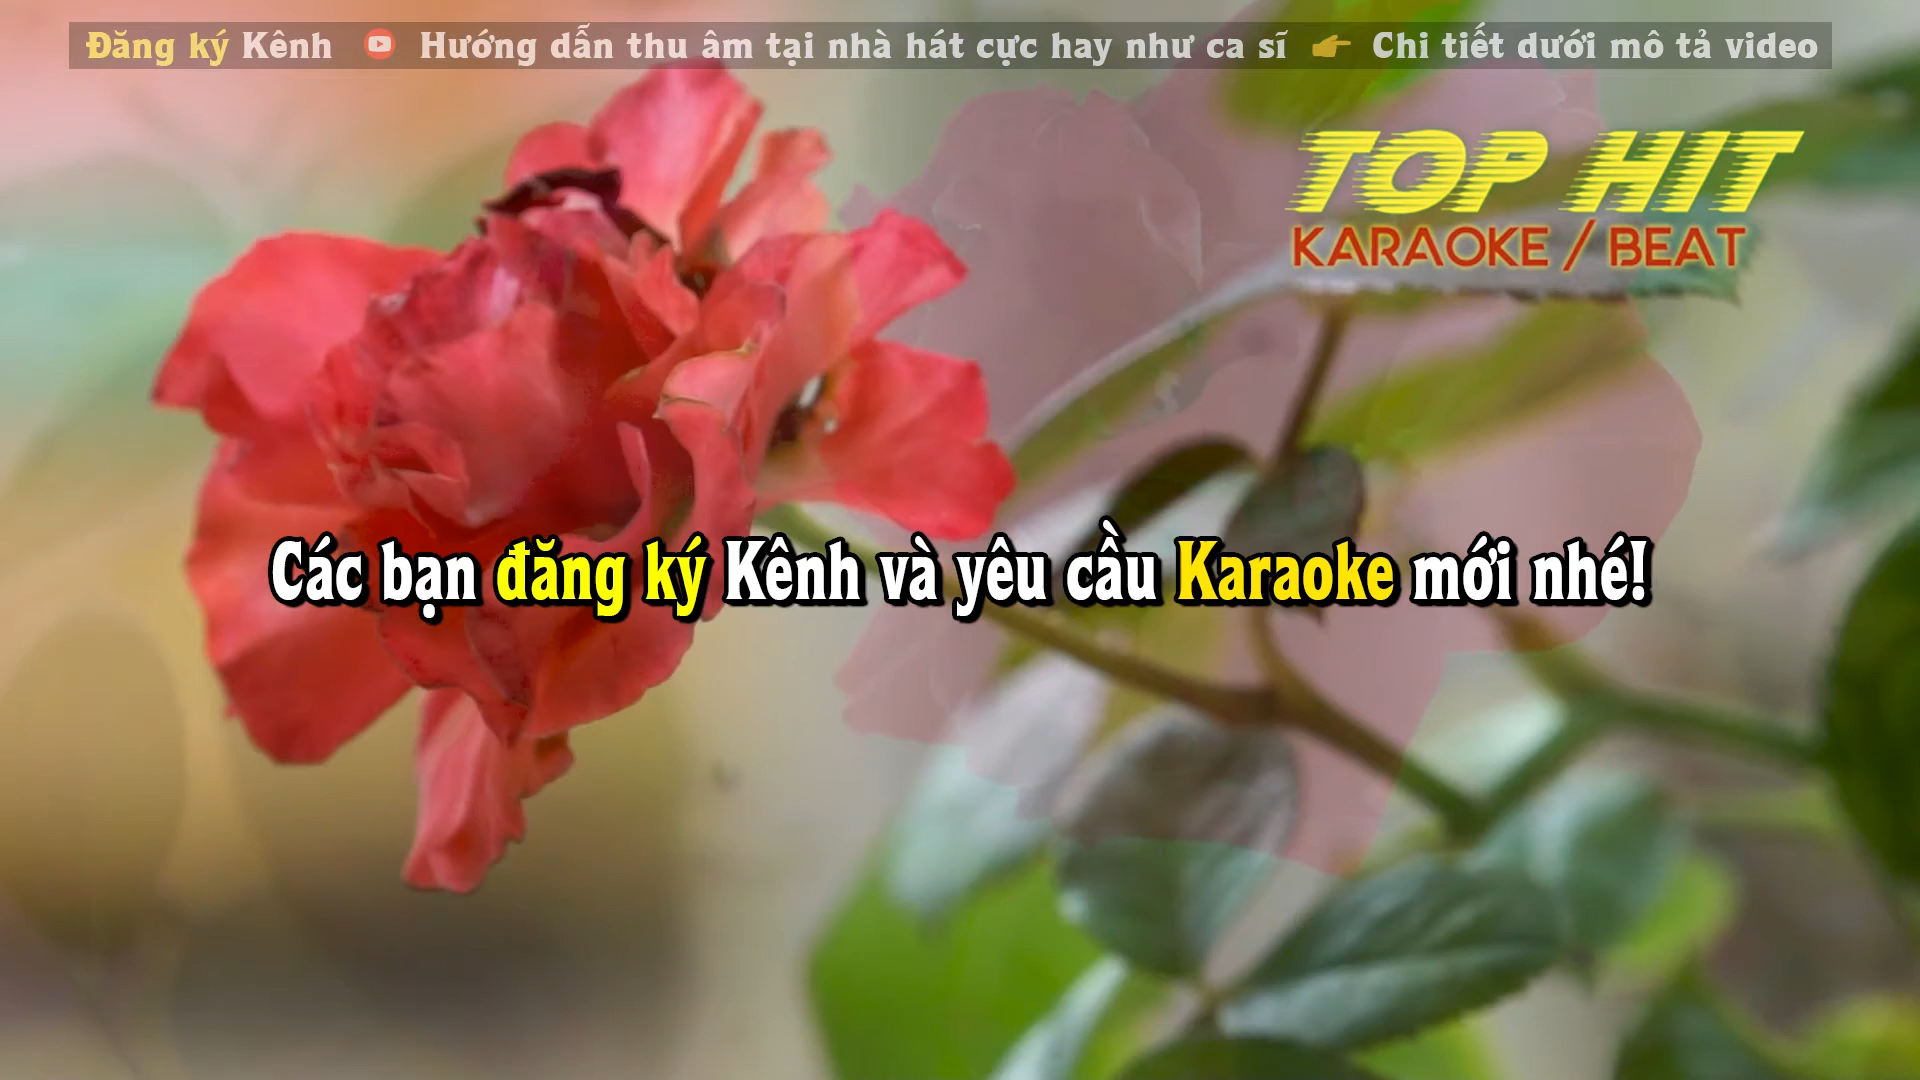 Đăng ký Kênh Hướng dẫn thu âm tại nhà hát cực hay như ca sĩ Chi tiết dưới mô tả video
TOP HIT
KARAOKE / BEAT
Các bạn đăng ký Kênh và yêu cầu Karaoke mới nhé!